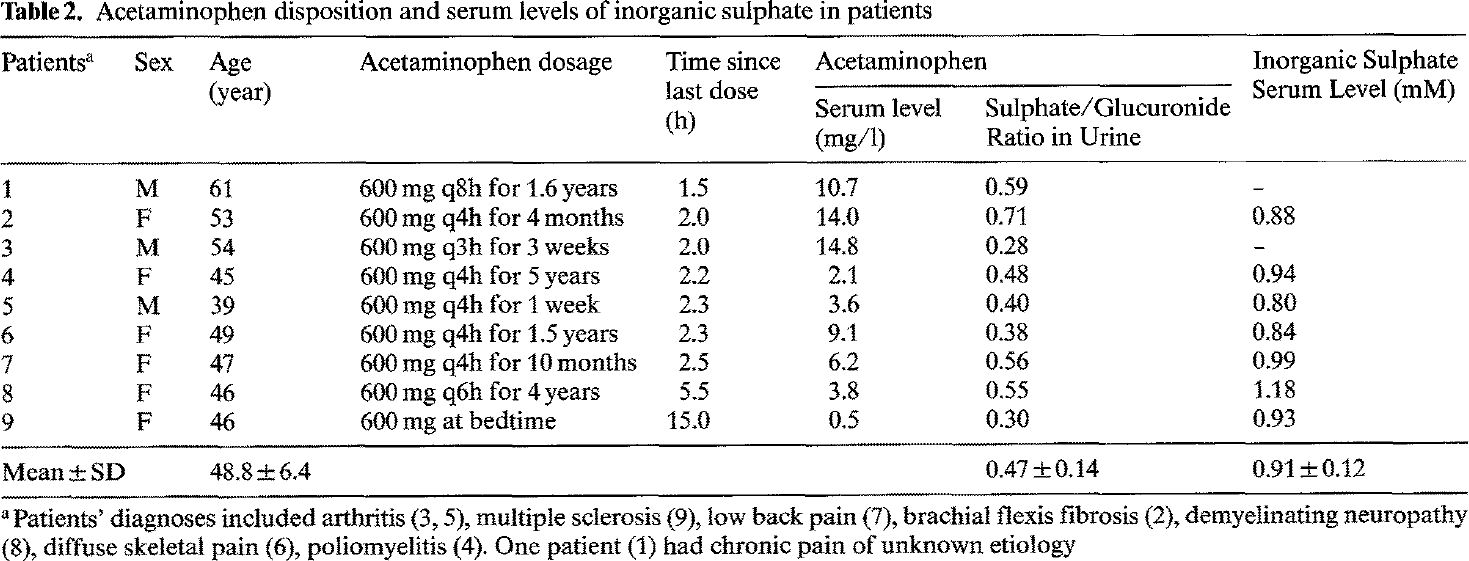 Table 2. Acetaminophen disposition and serum levels of inorganic sulphate in patients
Patientsᵃ Sex Age Acetaminophen dosage Time since Acetaminophen Inorganic Sulphate
(year) last dose Serum Level (mM)
(h) Serum level Sulphate/Glucuronide
(mg/l) Ratio in Urine
1 M 61 600 mg q8h for 1.6 years 1.5 10.7 0.59 –
2 F 53 600 mg q4h for 4 months 2.0 14.0 0.71 0.88
3 M 54 600 mg q3h for 3 weeks 2.0 14.8 0.28 –
4 F 45 600 mg q4h for 5 years 2.2 2.1 0.48 0.94
5 M 39 600 mg q4h for 1 week 2.3 3.6 0.40 0.80
6 F 49 600 mg q4h for 1.5 years 2.3 9.1 0.38 0.84
7 F 47 600 mg q4h for 10 months 2.5 6.2 0.56 0.99
8 F 46 600 mg q6h for 4 years 5.5 3.8 0.55 1.18
9 F 46 600 mg at bedtime 15.0 0.5 0.30 0.93
Mean ± SD 48.8 ± 6.4 0.47 ± 0.14 0.91 ± 0.12
ᵃ Patients' diagnoses included arthritis (3, 5), multiple sclerosis (9), low back pain (7), brachial flexis fibrosis (2), demyelinating neuropathy
(8), diffuse skeletal pain (6), poliomyelitis (4). One patient (1) had chronic pain of unknown etiology